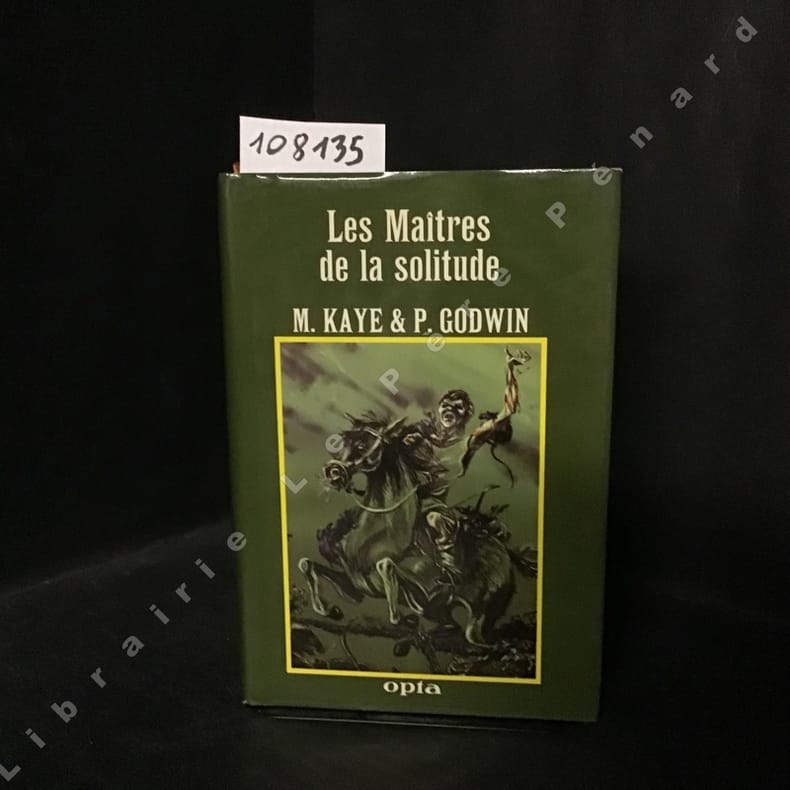 108135
Les Maîtres
de la solitude
M. KAYE & P. GODWIN
opta
Librairie Le Père Pénard